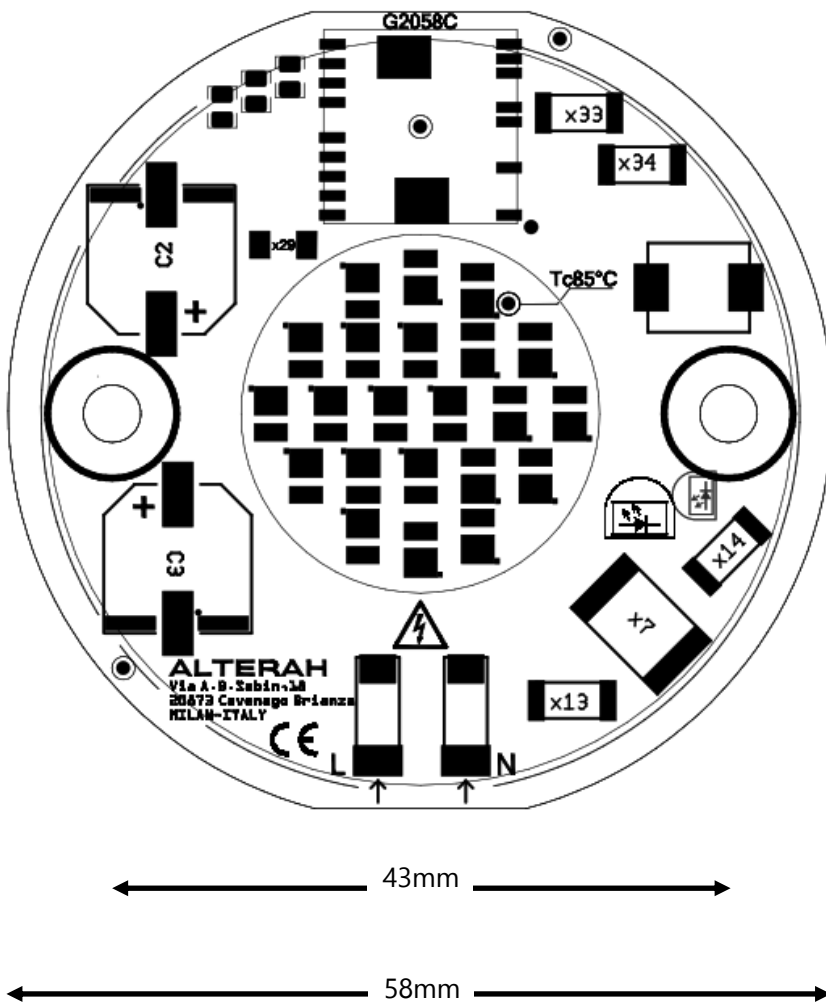 G2058C
x33
x34
C2
+
x29
Tc85°C
+
C3
x14
x7
ALTERAH
Via A.B.Sabin,18
20873 Cavenago Brianza
MILAN-ITALY
x13
CE
L
N
43mm
58mm